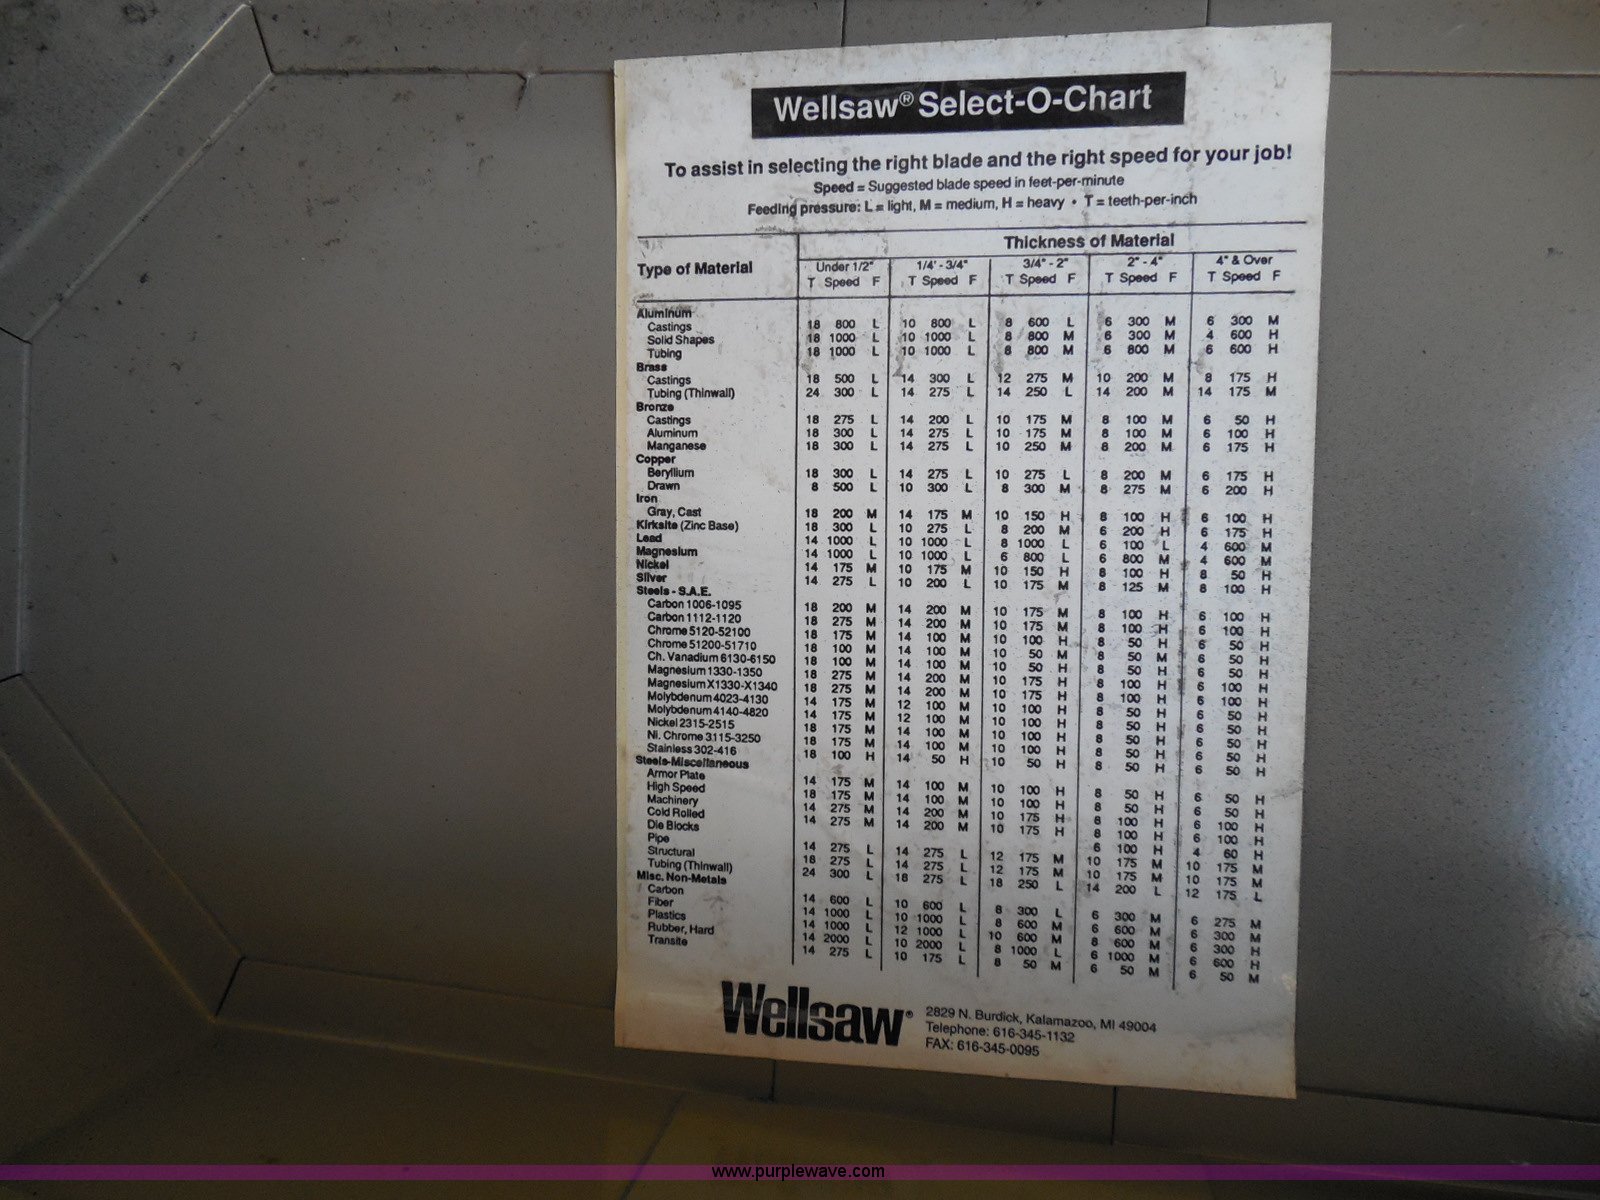 Wellsaw® Select-O-Chart
To assist in selecting the right blade and the right speed for your job!
Speed = Suggested blade speed in feet-per-minute
Feeding pressure: L = light, M = medium, H = heavy • T = teeth-per-inch
Thickness of Material
Type of Material Under 1/2" 1/4' - 3/4" 3/4" - 2" 2" - 4" 4" & Over
T Speed F T Speed F T Speed F T Speed F T Speed F
Aluminum
Castings 18 800 L 10 800 L 8 600 L 6 300 M 6 300 M
Solid Shapes 18 1000 L 10 1000 L 8 800 M 6 300 M 4 600 H
Tubing 18 1000 L 10 1000 L 8 800 M 6 800 M 6 600 H
Brass
Castings 18 500 L 14 300 L 12 275 M 10 200 M 8 175 H
Tubing (Thinwall) 24 300 L 14 275 L 14 250 L 14 200 M 14 175 M
Bronze
Castings 18 275 L 14 200 L 10 175 M 8 100 M 6 50 H
Aluminum 18 300 L 14 275 L 10 175 M 8 100 M 6 100 H
Manganese 18 300 L 14 275 L 10 250 M 8 200 M 6 175 H
Copper
Beryllium 18 300 L 14 275 L 10 275 L 8 200 M 6 175 H
Drawn 8 500 L 10 300 L 8 300 M 8 275 M 6 200 H
Iron
Gray, Cast 18 200 M 14 175 M 10 150 H 8 100 H 6 100 H
Kirksite (Zinc Base) 18 300 L 10 275 L 8 200 M 6 200 H 6 175 H
Lead 14 1000 L 10 1000 L 8 1000 L 6 100 L 4 600 M
Magnesium 14 1000 L 10 1000 L 6 800 L 6 800 M 4 600 M
Nickel 14 175 M 10 175 M 10 150 H 8 100 H 8 50 H
Silver 14 275 L 10 200 L 10 175 M 8 125 M 8 100 H
Steels - S.A.E.
Carbon 1006-1095 18 200 M 14 200 M 10 175 M 8 100 H 6 100 H
Carbon 1112-1120 18 275 M 14 200 M 10 175 M 8 100 H 6 100 H
Chrome 5120-52100 18 175 M 14 100 M 10 100 H 8 50 H 6 50 H
Chrome 51200-51710 18 100 M 14 100 M 10 50 M 8 50 M 6 50 H
Ch. Vanadium 6130-6150 18 100 M 14 100 M 10 50 H 8 50 H 6 50 H
Magnesium 1330-1350 18 275 M 14 200 M 10 175 H 8 100 H 6 100 H
Magnesium X1330-X1340 18 275 M 14 200 M 10 175 H 8 100 H 6 100 H
Molybdenum 4023-4130 14 175 M 12 100 M 10 100 H 8 50 H 6 50 H
Molybdenum 4140-4820 14 175 M 12 100 M 10 100 H 8 50 H 6 50 H
Nickel 2315-2515 18 175 M 14 100 M 10 100 H 8 50 H 6 50 H
Ni. Chrome 3115-3250 18 175 M 14 100 M 10 100 H 8 50 H 6 50 H
Stainless 302-416 18 100 H 14 50 H 10 50 H 8 50 H 6 50 H
Steels-Miscellaneous
Armor Plate 14 175 M 14 100 M 10 100 H 8 50 H 6 50 H
High Speed 18 175 M 14 100 M 10 100 H 8 50 H 6 50 H
Machinery 14 275 M 14 200 M 10 175 H 8 100 H 6 100 H
Cold Rolled 14 275 M 14 200 M 10 175 H 8 100 H 6 100 H
Die Blocks 6 100 H 4 60 H
Pipe 14 275 L 14 275 L 12 175 M 10 175 M 10 175 M
Structural 18 275 L 14 275 L 12 175 M 10 175 M 10 175 M
Tubing (Thinwall) 24 300 L 18 275 L 18 250 L 14 200 L 12 175 L
Misc. Non-Metals
Carbon 14 600 L 10 600 L 8 300 L 6 300 M 6 275 M
Fiber 14 1000 L 10 1000 L 8 600 M 6 600 M 6 300 M
Plastics 14 1000 L 12 1000 L 10 600 M 8 600 M 6 300 H
Rubber, Hard 14 2000 L 10 2000 L 8 1000 L 6 1000 M 6 600 H
Transite 14 275 L 10 175 L 8 50 M 6 50 M 6 50 M
Wellsaw®
2829 N. Burdick, Kalamazoo, MI 49004
Telephone: 616-345-1132
FAX: 616-345-0095
www.purplewave.com